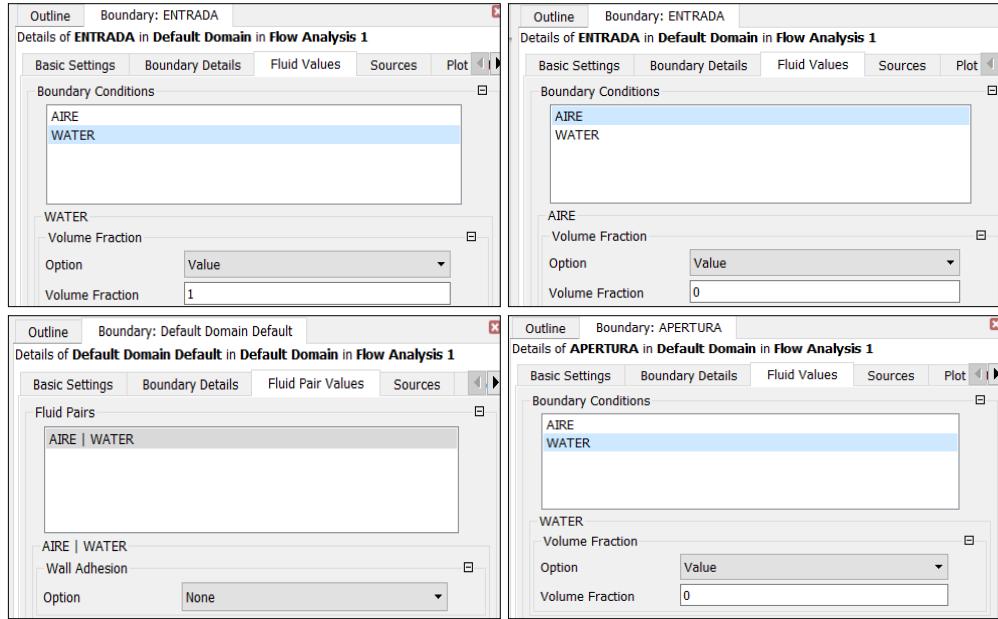 Outline Boundary: ENTRADA
Details of ENTRADA in Default Domain in Flow Analysis 1
Basic Settings Boundary Details Fluid Values Sources Plot
Boundary Conditions
AIRE
WATER
WATER
Volume Fraction
Option Value
Volume Fraction 1
Outline Boundary: ENTRADA
Details of ENTRADA in Default Domain in Flow Analysis 1
Basic Settings Boundary Details Fluid Values Sources Plot
Boundary Conditions
AIRE
WATER
AIRE
Volume Fraction
Option Value
Volume Fraction 0
Outline Boundary: Default Domain Default
Details of Default Domain Default in Default Domain in Flow Analysis 1
Basic Settings Boundary Details Fluid Pair Values Sources
Fluid Pairs
AIRE | WATER
AIRE | WATER
Wall Adhesion
Option None
Outline Boundary: APERTURA
Details of APERTURA in Default Domain in Flow Analysis 1
Basic Settings Boundary Details Fluid Values Sources Plot
Boundary Conditions
AIRE
WATER
WATER
Volume Fraction
Option Value
Volume Fraction 0